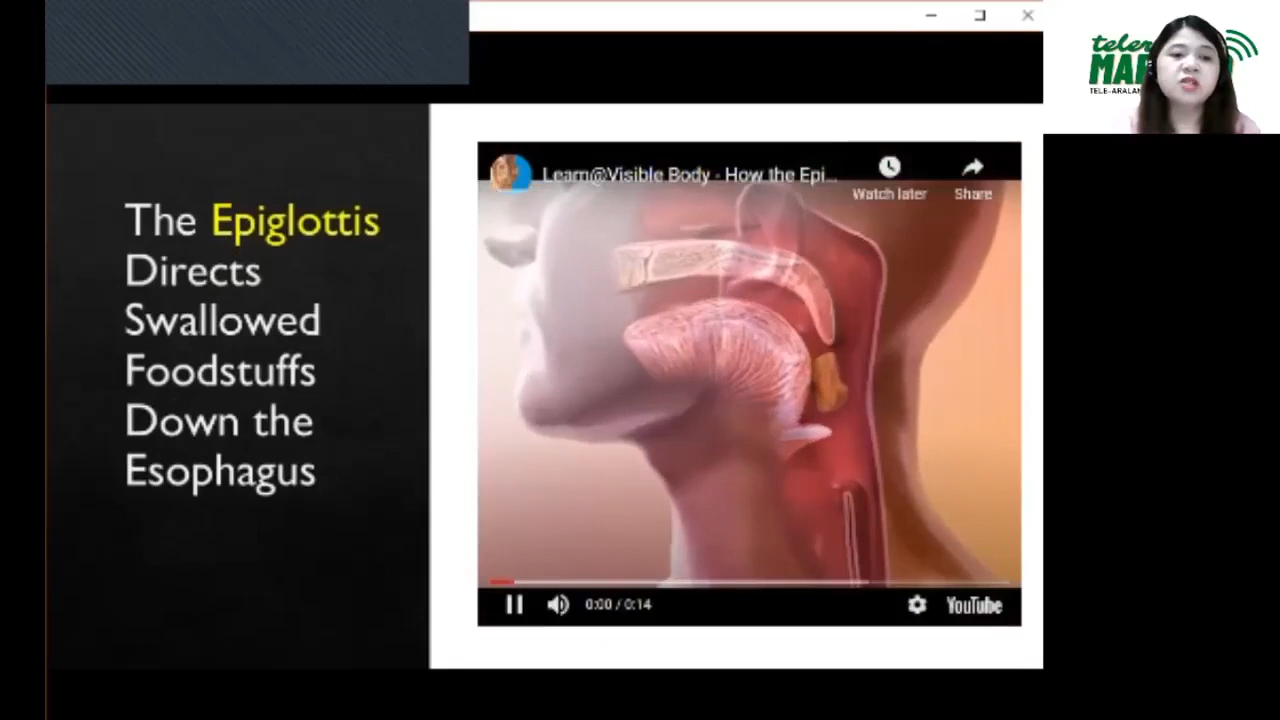 The Epiglottis
Directs
Swallowed
Foodstuffs
Down the
Esophagus
Learn@Visible Body - How the Epi...
Watch later
Share
0:00 / 0:14
YouTube